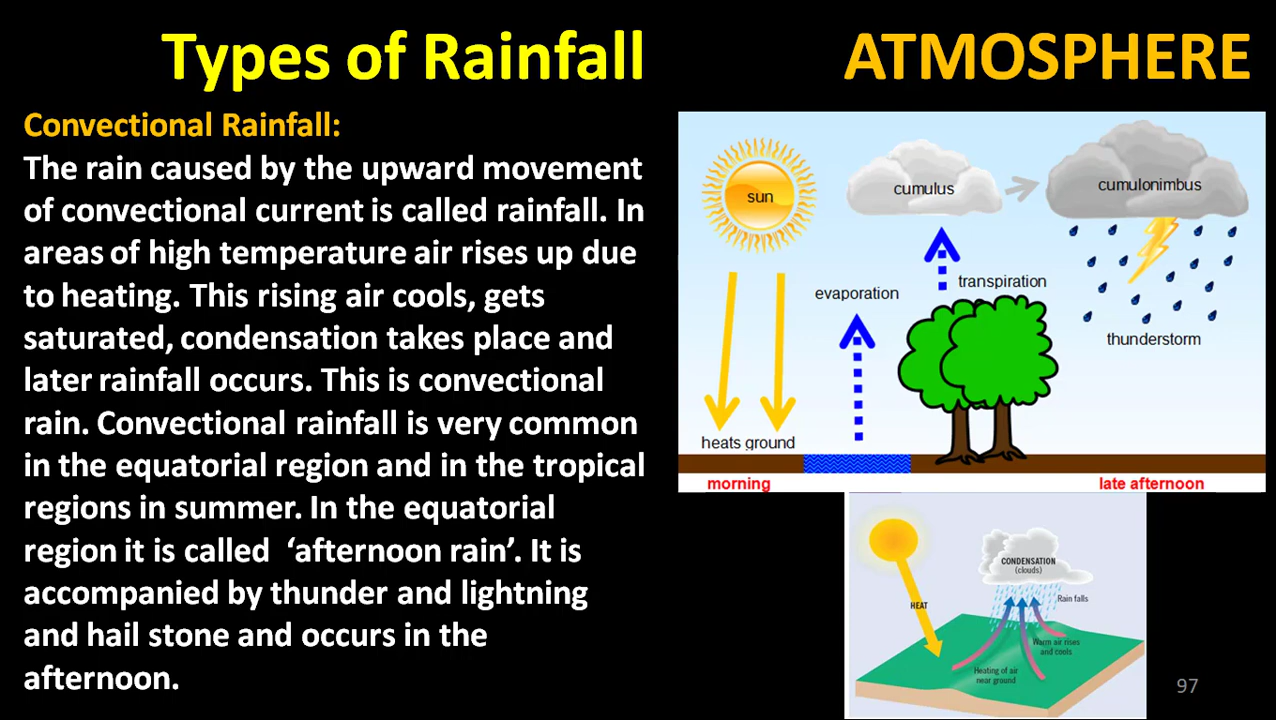 Types of Rainfall
ATMOSPHERE
Convectional Rainfall:
The rain caused by the upward movement
of convectional current is called rainfall. In
areas of high temperature air rises up due
to heating. This rising air cools, gets
saturated, condensation takes place and
later rainfall occurs. This is convectional
rain. Convectional rainfall is very common
in the equatorial region and in the tropical
regions in summer. In the equatorial
region it is called ‘afternoon rain’. It is
accompanied by thunder and lightning
and hail stone and occurs in the
afternoon.
sun
cumulus
cumulonimbus
evaporation
transpiration
thunderstorm
heats ground
morning
late afternoon
CONDENSATION
(clouds)
HEAT
Rain falls
Warm air rises
and cools
Heating of air
near ground
97